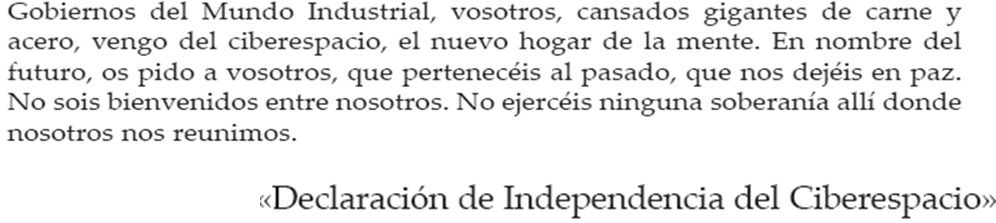 Gobiernos del Mundo Industrial, vosotros, cansados gigantes de carne y
acero, vengo del ciberespacio, el nuevo hogar de la mente. En nombre del
futuro, os pido a vosotros, que pertenecéis al pasado, que nos dejéis en paz.
No sois bienvenidos entre nosotros. No ejercéis ninguna soberanía allí donde
nosotros nos reunimos.
«Declaración de Independencia del Ciberespacio»